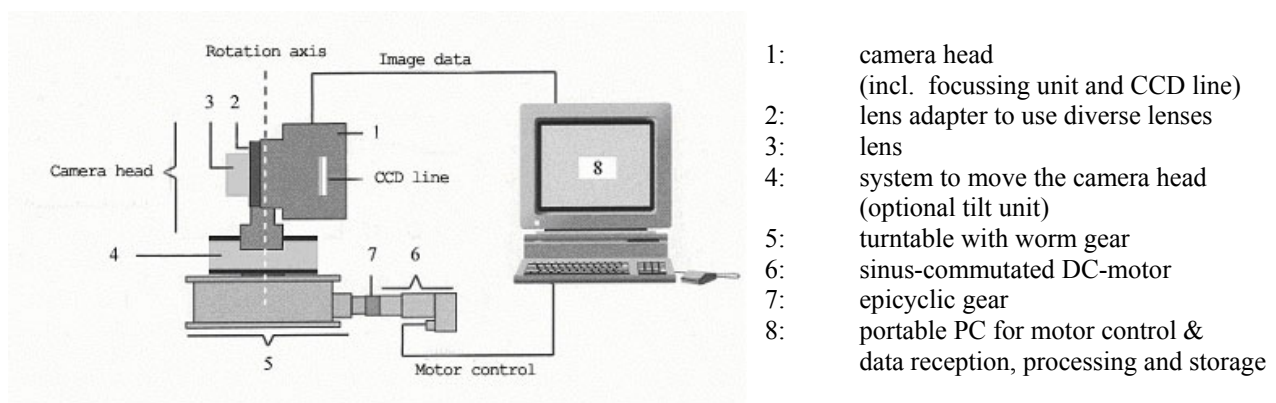 Rotation axis
Image data
3 2
1
Camera head
CCD line
8
4
7 6
5
Motor control
1: camera head
(incl. focussing unit and CCD line)
2: lens adapter to use diverse lenses
3: lens
4: system to move the camera head
(optional tilt unit)
5: turntable with worm gear
6: sinus-commutated DC-motor
7: epicyclic gear
8: portable PC for motor control &
data reception, processing and storage